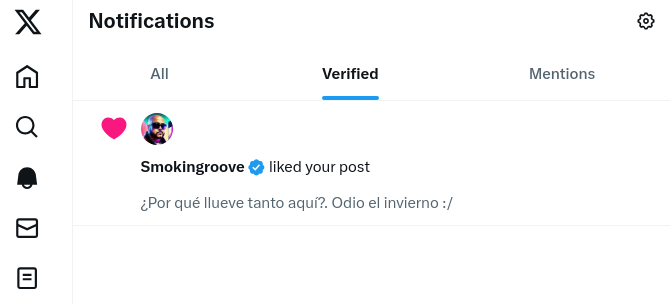 Notifications
All
Verified
Mentions
Smokingroove liked your post
¿Por qué llueve tanto aquí?. Odio el invierno :/